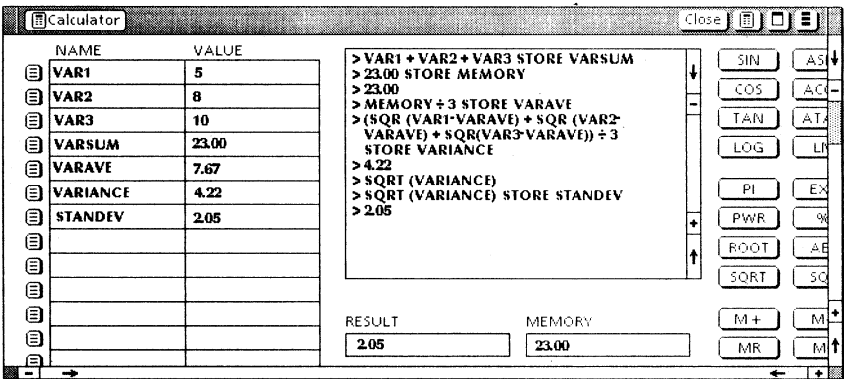 Calculator
Close
NAME VALUE
VAR1 5
VAR2 8
VAR3 10
VARSUM 23.00
VARAVE 7.67
VARIANCE 4.22
STANDEV 2.05
> VAR1 + VAR2 + VAR3 STORE VARSUM
> 23.00 STORE MEMORY
> 23.00
> MEMORY ÷ 3 STORE VARAVE
> (SQR (VAR1-VARAVE) + SQR (VAR2-
VARAVE) + SQR(VAR3-VARAVE)) ÷ 3
STORE VARIANCE
> 4.22
> SQRT (VARIANCE)
> SQRT (VARIANCE) STORE STANDEV
> 2.05
RESULT MEMORY
2.05 23.00
SIN
COS
TAN
LOG
PI
PWR %
ROOT
SQRT
M +
MR